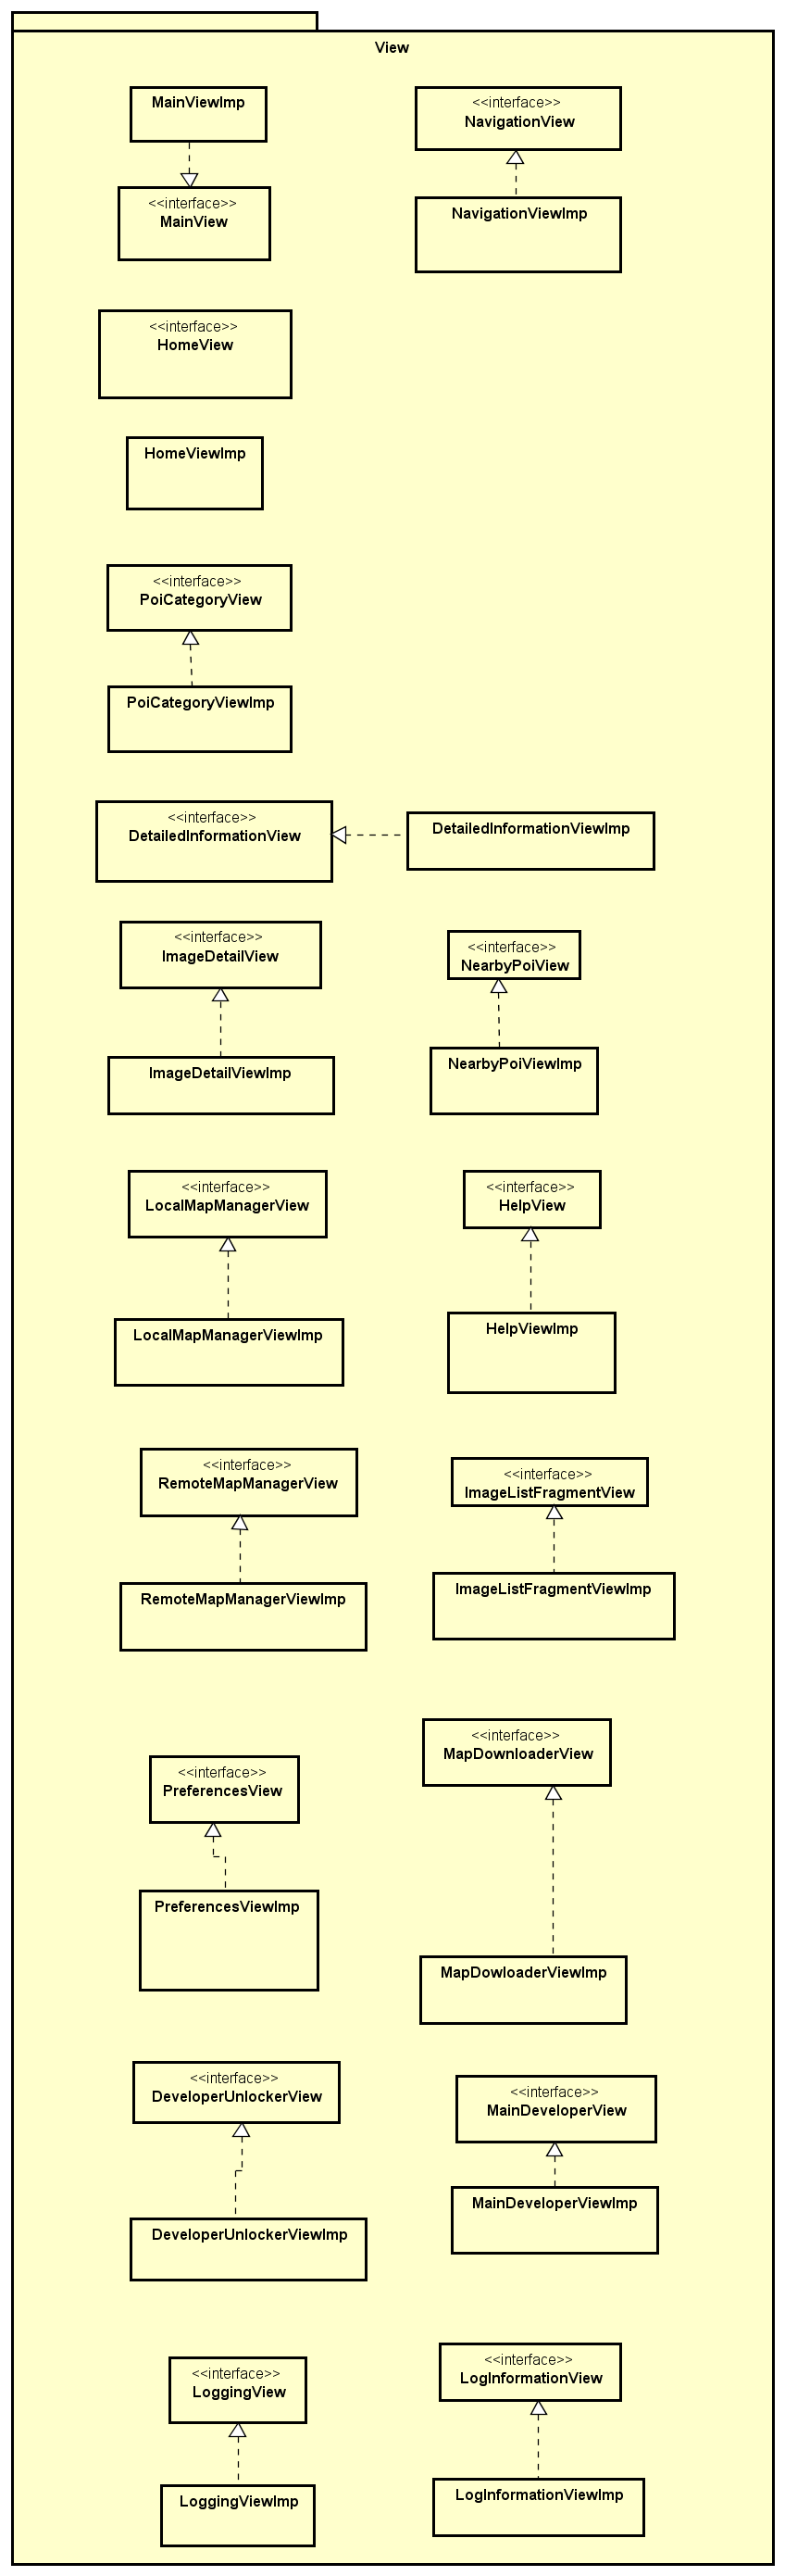 View
MainViewImp
<<interface>>
NavigationView
<<interface>>
MainView
NavigationViewImp
<<interface>>
HomeView
HomeViewImp
<<interface>>
PoiCategoryView
PoiCategoryViewImp
<<interface>>
DetailedInformationView
DetailedInformationViewImp
<<interface>>
ImageDetailView
<<interface>>
NearbyPoiView
ImageDetailViewImp
NearbyPoiViewImp
<<interface>>
LocalMapManagerView
<<interface>>
HelpView
LocalMapManagerViewImp
HelpViewImp
<<interface>>
RemoteMapManagerView
<<interface>>
ImageListFragmentView
RemoteMapManagerViewImp
ImageListFragmentViewImp
<<interface>>
PreferencesView
<<interface>>
MapDownloaderView
PreferencesViewImp
MapDowloaderViewImp
<<interface>>
DeveloperUnlockerView
<<interface>>
MainDeveloperView
DeveloperUnlockerViewImp
MainDeveloperViewImp
<<interface>>
LoggingView
<<interface>>
LogInformationView
LoggingViewImp
LogInformationViewImp